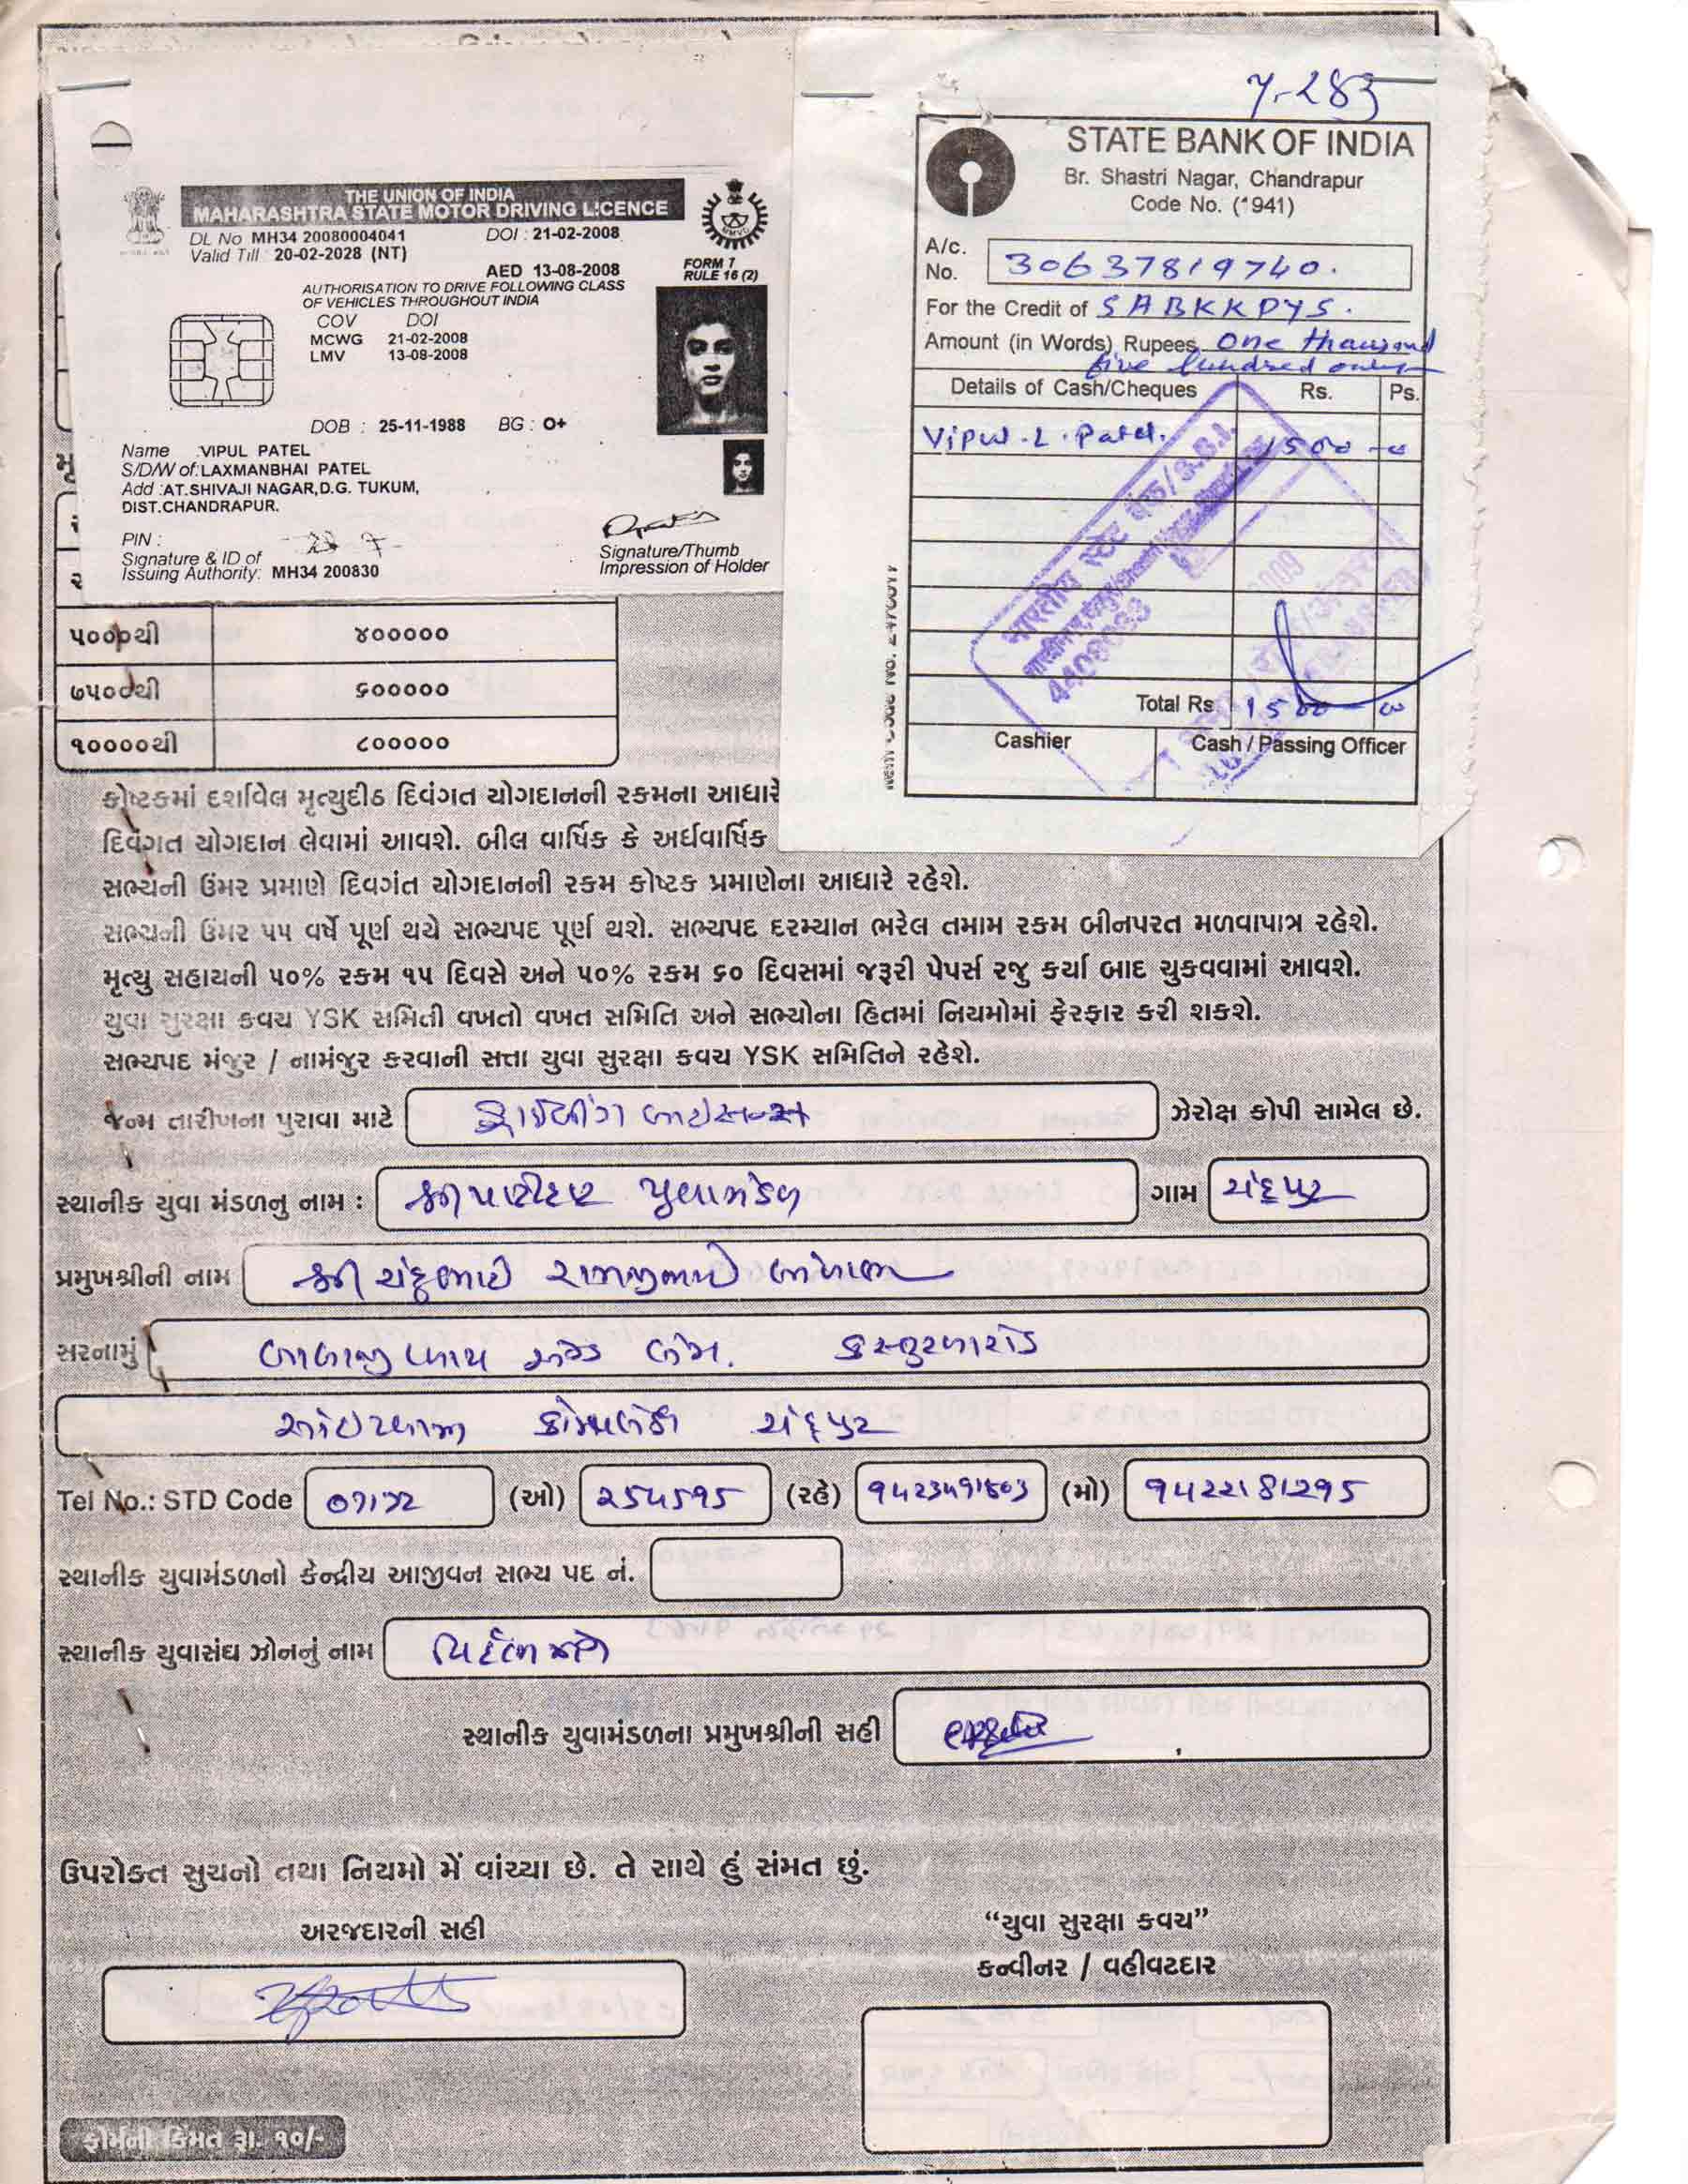 THE UNION OF INDIA
MAHARASHTRA STATE MOTOR DRIVING LICENCE
DL No MH34 20080004041 DOI : 21-02-2008
Valid Till 20-02-2028 (NT)
AED 13-08-2008
FORM 7
RULE 16 (2)
AUTHORISATION TO DRIVE FOLLOWING CLASS
OF VEHICLES THROUGHOUT INDIA
COV DOI
MCWG 21-02-2008
LMV 13-08-2008
DOB : 25-11-1988 BG : O+
Name : VIPUL PATEL
S/D/W of: LAXMANBHAI PATEL
Add : AT.SHIVAJI NAGAR,D.G. TUKUM,
DIST.CHANDRAPUR.
PIN :
Signature & ID of
Issuing Authority: MH34 200830
Signature/Thumb
Impression of Holder
Y-283
STATE BANK OF INDIA
Br. Shastri Nagar, Chandrapur
Code No. (1941)
A/c. No. 30637819740.
For the Credit of SABKKPYS.
Amount (in Words) Rupees One thausand
five hundred only
Details of Cash/Cheques Rs. Ps.
Vipul.L.Patel. 1500 -00
Total Rs 1500 - 00
Cashier Cash / Passing Officer
૫૦૦૦થી ૪૦૦૦૦૦
૭૫૦૦થી ૬૦૦૦૦૦
૧૦૦૦૦થી ૮૦૦૦૦૦
કોષ્ટકમાં દર્શાવેલ મૃત્યુદીઠ દિવંગત યોગદાનની રકમના આધારે
દિવંગત યોગદાન લેવામાં આવશે. બીલ વાર્ષિક કે અર્ધવાર્ષિક
સભ્યની ઉંમર પ્રમાણે દિવગંત યોગદાનની રકમ કોષ્ટક પ્રમાણેના આધારે રહેશે.
સભ્યની ઉંમર ૫૫ વર્ષે પૂર્ણ થયે સભ્યપદ પૂર્ણ થશે. સભ્યપદ દરમ્યાન ભરેલ તમામ રકમ બીનપરત મળવાપાત્ર રહેશે.
મૃત્યુ સહાયની ૫૦% રકમ ૧૫ દિવસે અને ૫૦% રકમ ૬૦ દિવસમાં જરૂરી પેપર્સ રજુ કર્યા બાદ ચુકવવામાં આવશે.
યુવા સુરક્ષા કવચ YSK સમિતી વખતો વખત સમિતિ અને સભ્યોના હિતમાં નિયમોમાં ફેરફાર કરી શકશે.
સભ્યપદ મંજુર / નામંજુર કરવાની સત્તા યુવા સુરક્ષા કવચ YSK સમિતિને રહેશે.
જન્મ તારીખના પુરાવા માટે ડ્રાઈવીંગ લાઈસન્સ ઝેરોક્ષ કોપી સામેલ છે.
સ્થાનીક યુવા મંડળનુ નામ : શ્રી પાટીદાર યુવામંડળ ગામ ચંદ્રપુર
પ્રમુખશ્રીની નામ શ્રી ચંદુભાઈ રામજીભાઈ
સરનામું બાલાજી પ્લાય એન્ડ લેમ. કસ્તુરબારોડ
કોમ્પલેક્ષ ચંદ્રપુર
Tel No.: STD Code 07172 (ઓ) ૨૫૪૫૧૫ (રહે) (મો) ૧૪૨૨1812૧૫
સ્થાનીક યુવામંડળનો કેન્દ્રીય આજીવન સભ્ય પદ નં.
સ્થાનીક યુવાસંઘ ઝોનનું નામ વિદર્ભ ઝોન
સ્થાનીક યુવામંડળના પ્રમુખશ્રીની સહી
ઉપરોક્ત સુચનો તથા નિયમો મેં વાંચ્યા છે. તે સાથે હું સંમત છું.
અરજદારની સહી
“યુવા સુરક્ષા કવચ”
કન્વીનર / વહીવટદાર
ફોર્મની કિંમત રૂા. ૧૦/-